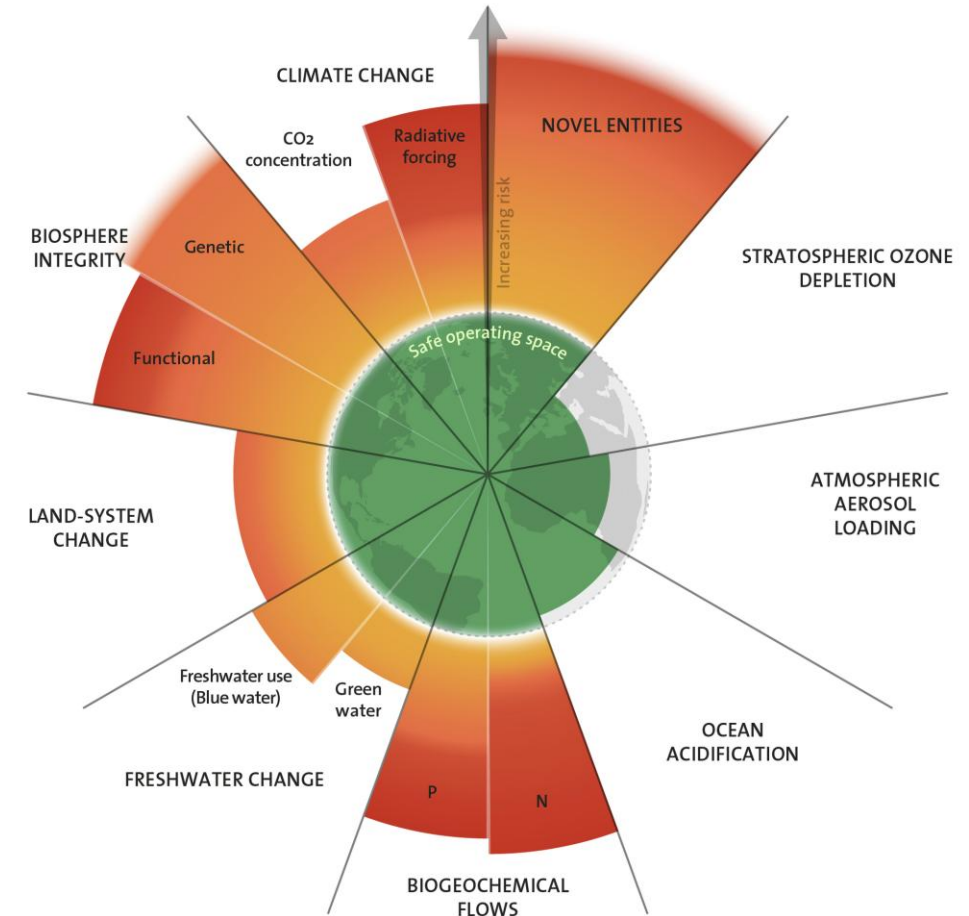 CLIMATE CHANGE
CO2
concentration
Radiative
forcing
NOVEL ENTITIES
Increasing risk
STRATOSPHERIC OZONE
DEPLETION
BIOSPHERE
INTEGRITY
Genetic
Functional
Safe operating space
ATMOSPHERIC
AEROSOL
LOADING
LAND-SYSTEM
CHANGE
Freshwater use
(Blue water)
Green
water
OCEAN
ACIDIFICATION
FRESHWATER CHANGE
P
N
BIOGEOCHEMICAL
FLOWS